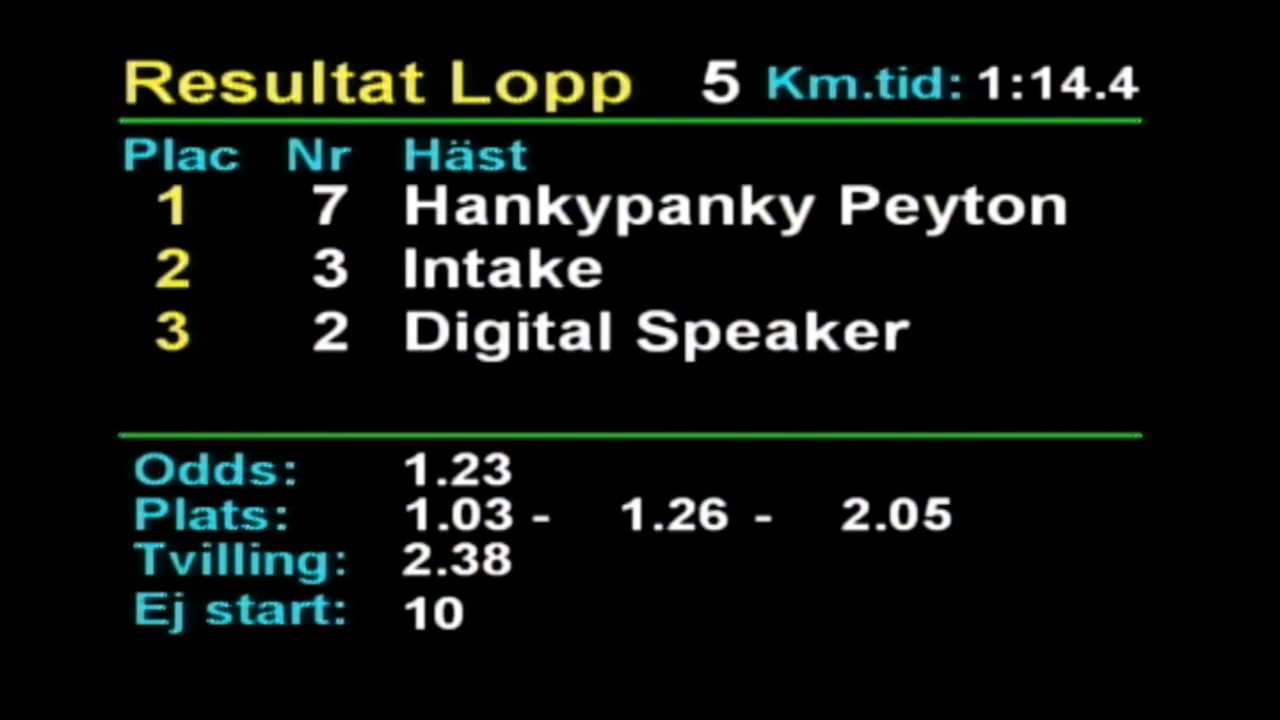 Resultat Lopp 5 Km.tid: 1:14.4
Plac Nr Häst
1 7 Hankypanky Peyton
2 3 Intake
3 2 Digital Speaker
Odds: 1.23
Plats: 1.03 - 1.26 - 2.05
Tvilling: 2.38
Ej start: 10